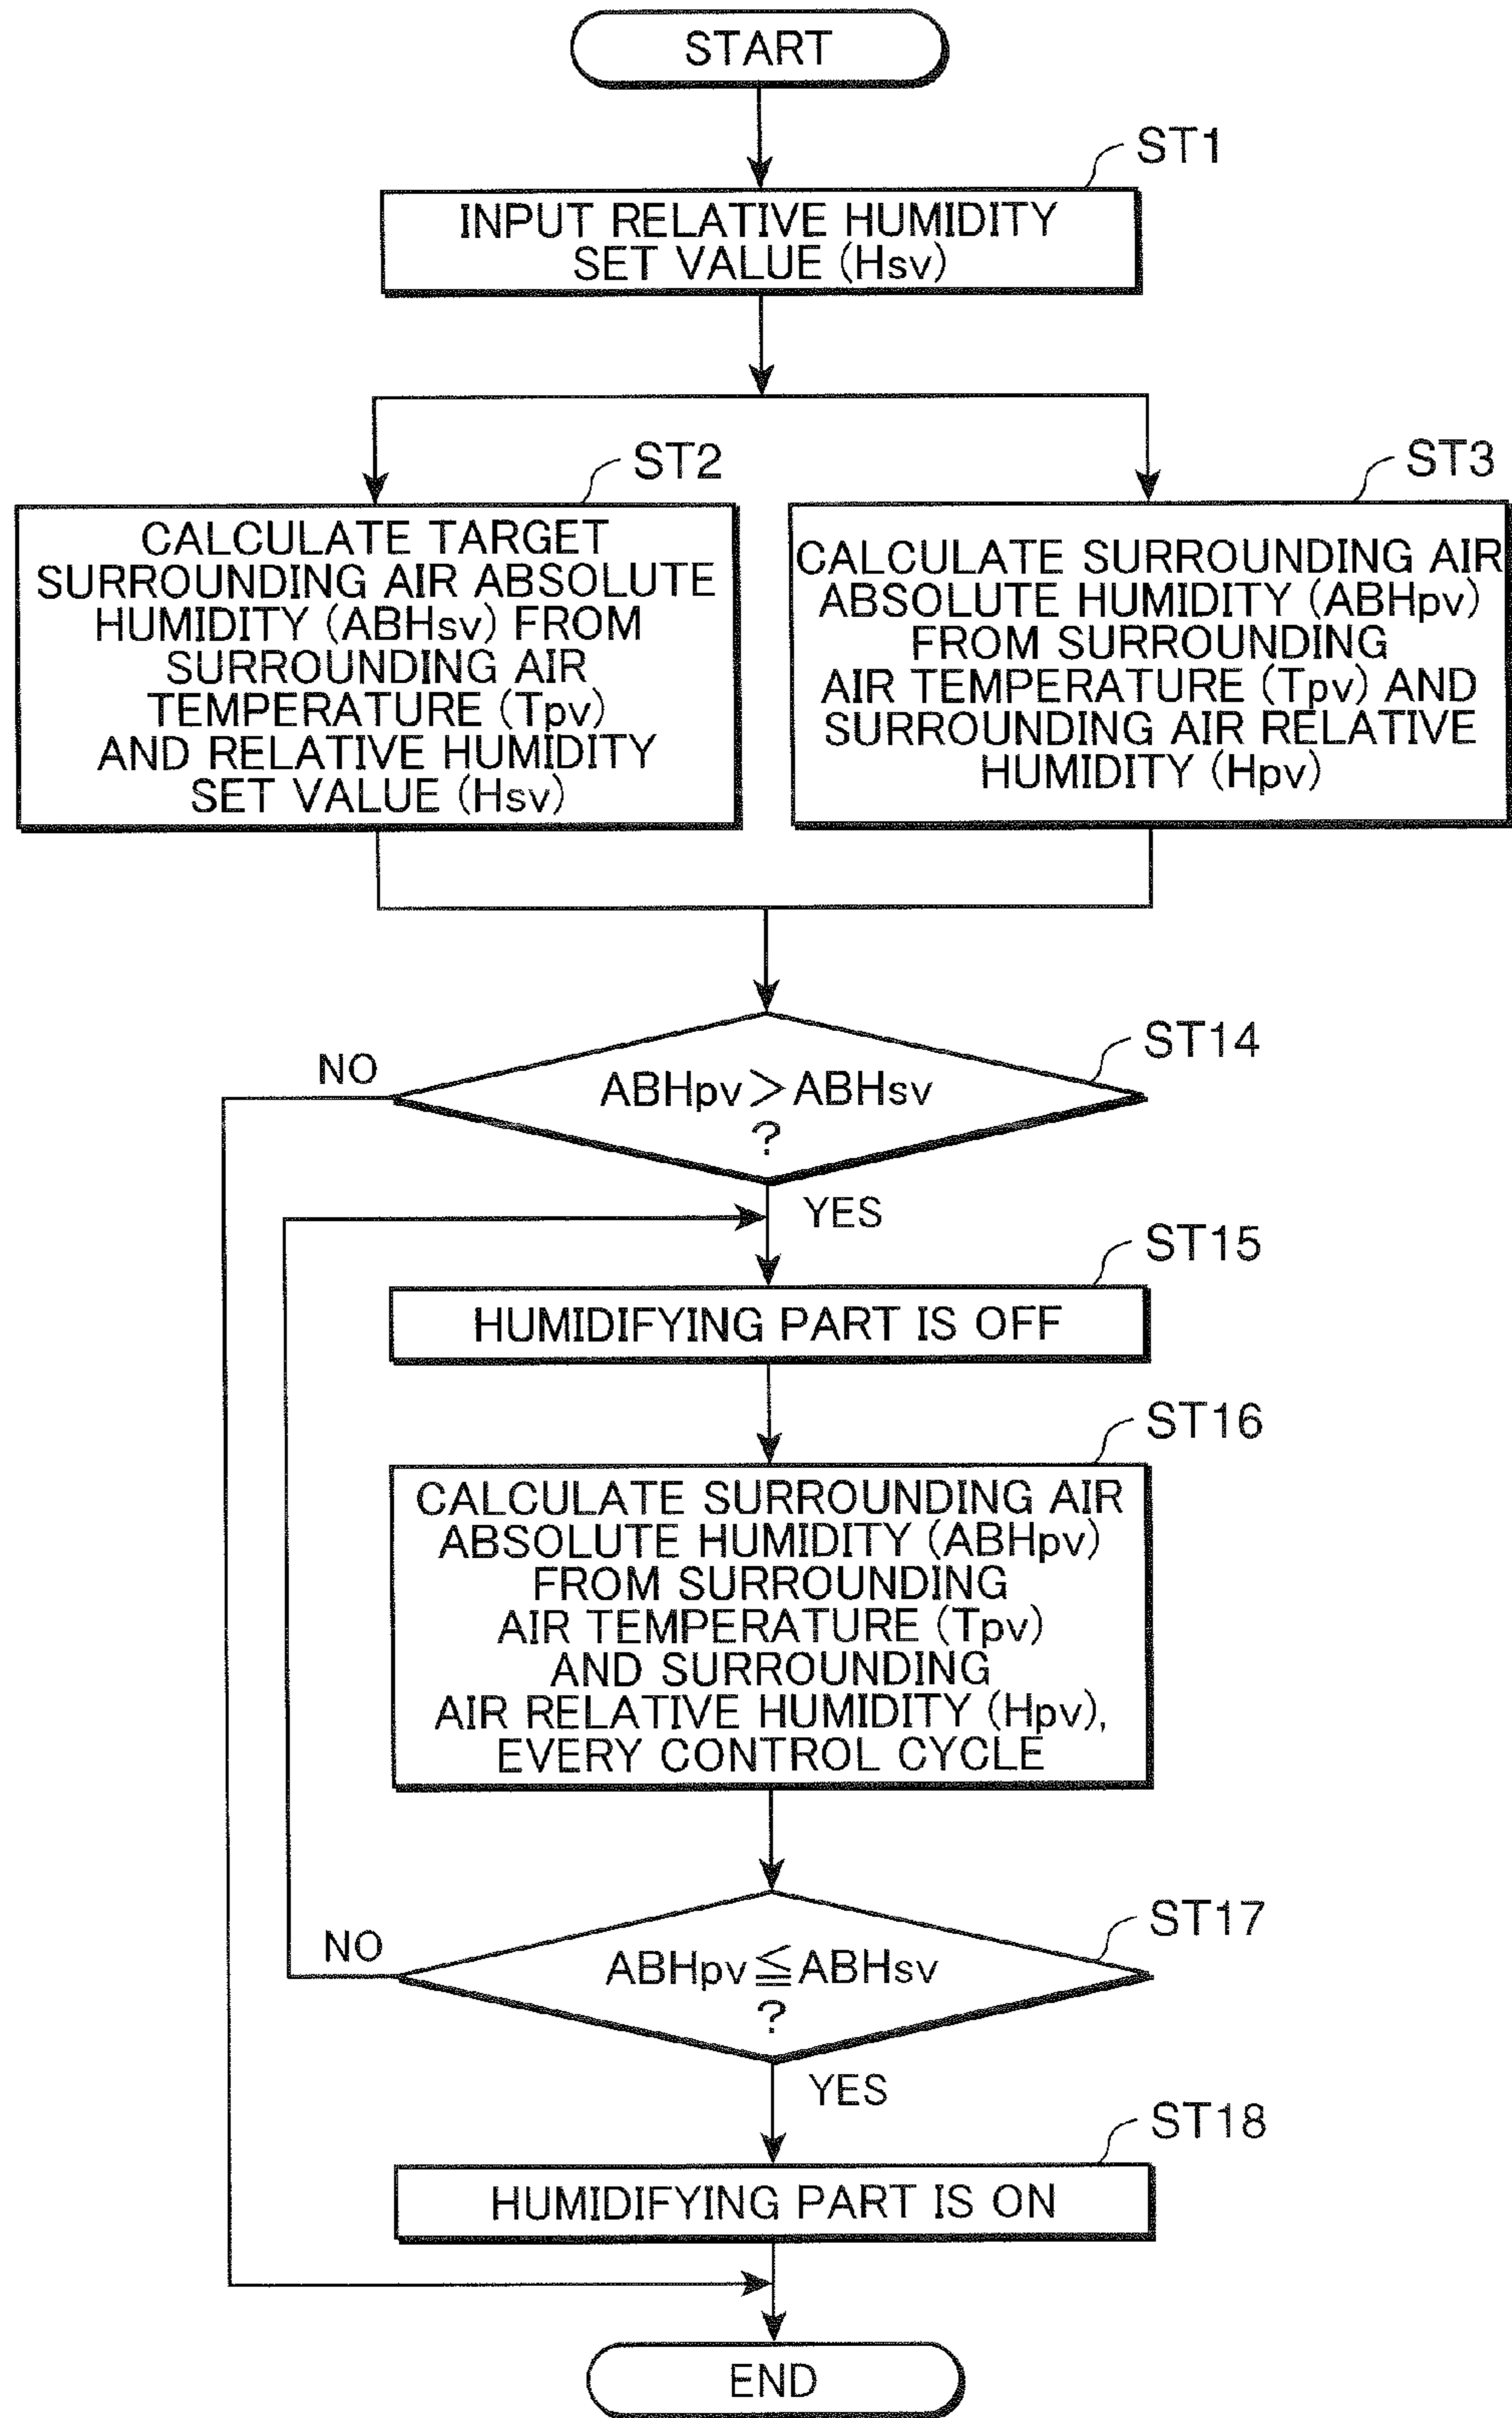 START
ST1
INPUT RELATIVE HUMIDITY
SET VALUE (Hsv)
ST2
CALCULATE TARGET
SURROUNDING AIR ABSOLUTE
HUMIDITY (ABHsv) FROM
SURROUNDING AIR
TEMPERATURE (Tpv)
AND RELATIVE HUMIDITY
SET VALUE (Hsv)
ST3
CALCULATE SURROUNDING AIR
ABSOLUTE HUMIDITY (ABHpv)
FROM SURROUNDING
AIR TEMPERATURE (Tpv) AND
SURROUNDING AIR RELATIVE
HUMIDITY (Hpv)
ST14
NO
ABHpv＞ABHsv
?
YES
ST15
HUMIDIFYING PART IS OFF
ST16
CALCULATE SURROUNDING AIR
ABSOLUTE HUMIDITY (ABHpv)
FROM SURROUNDING
AIR TEMPERATURE (Tpv)
AND SURROUNDING
AIR RELATIVE HUMIDITY (Hpv),
EVERY CONTROL CYCLE
ST17
NO
ABHpv≦ABHsv
?
YES
ST18
HUMIDIFYING PART IS ON
END